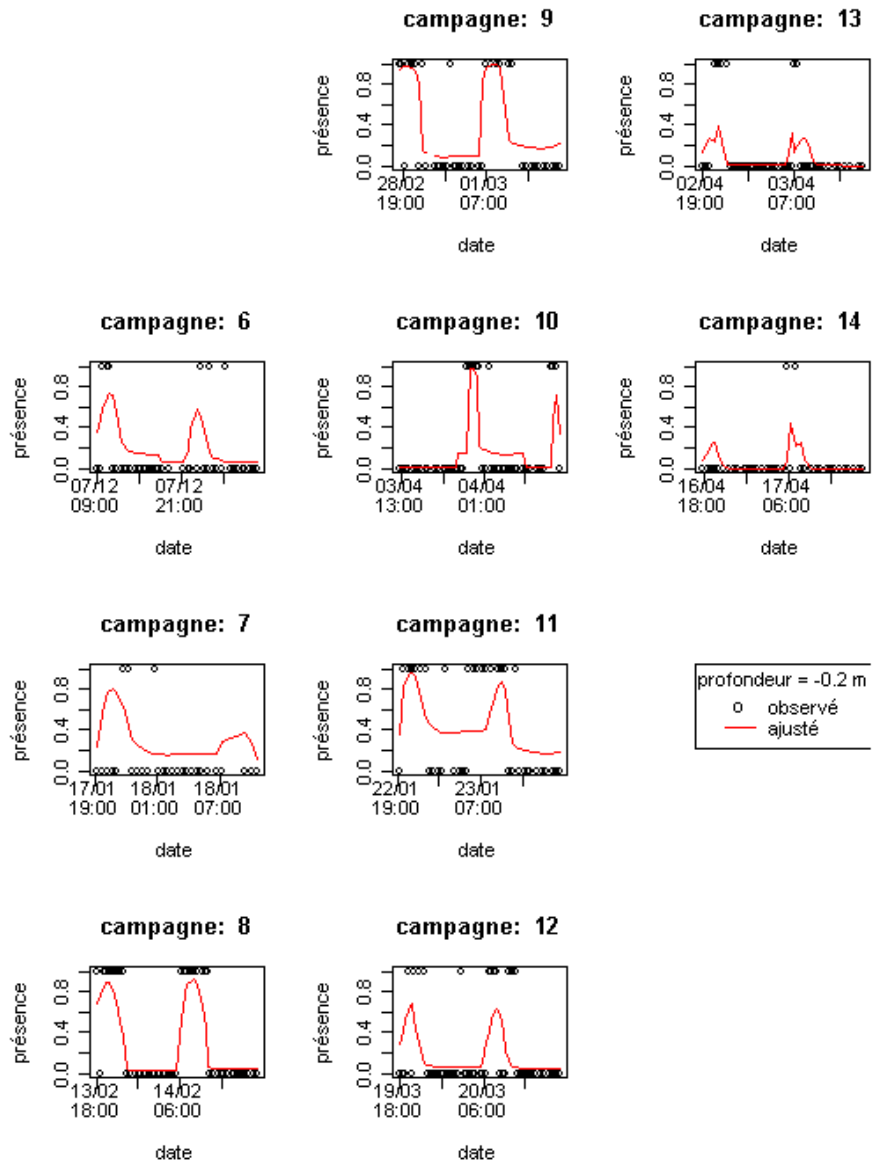 campagne: 9
présence
0.0 0.4 0.8
28/02 19:00
01/03 07:00
date
campagne: 13
présence
0.0 0.4 0.8
02/04 19:00
03/04 07:00
date
campagne: 6
présence
0.0 0.4 0.8
07/12 09:00
07/12 21:00
date
campagne: 10
présence
0.0 0.4 0.8
03/04 13:00
04/04 01:00
date
campagne: 14
présence
0.0 0.4 0.8
16/04 18:00
17/04 06:00
date
campagne: 7
présence
0.0 0.4 0.8
17/01 19:00
18/01 01:00
18/01 07:00
date
campagne: 11
présence
0.0 0.4 0.8
22/01 19:00
23/01 07:00
date
profondeur = -0.2 m
observé
ajusté
campagne: 8
présence
0.0 0.4 0.8
13/02 18:00
14/02 06:00
date
campagne: 12
présence
0.0 0.4 0.8
19/03 18:00
20/03 06:00
date